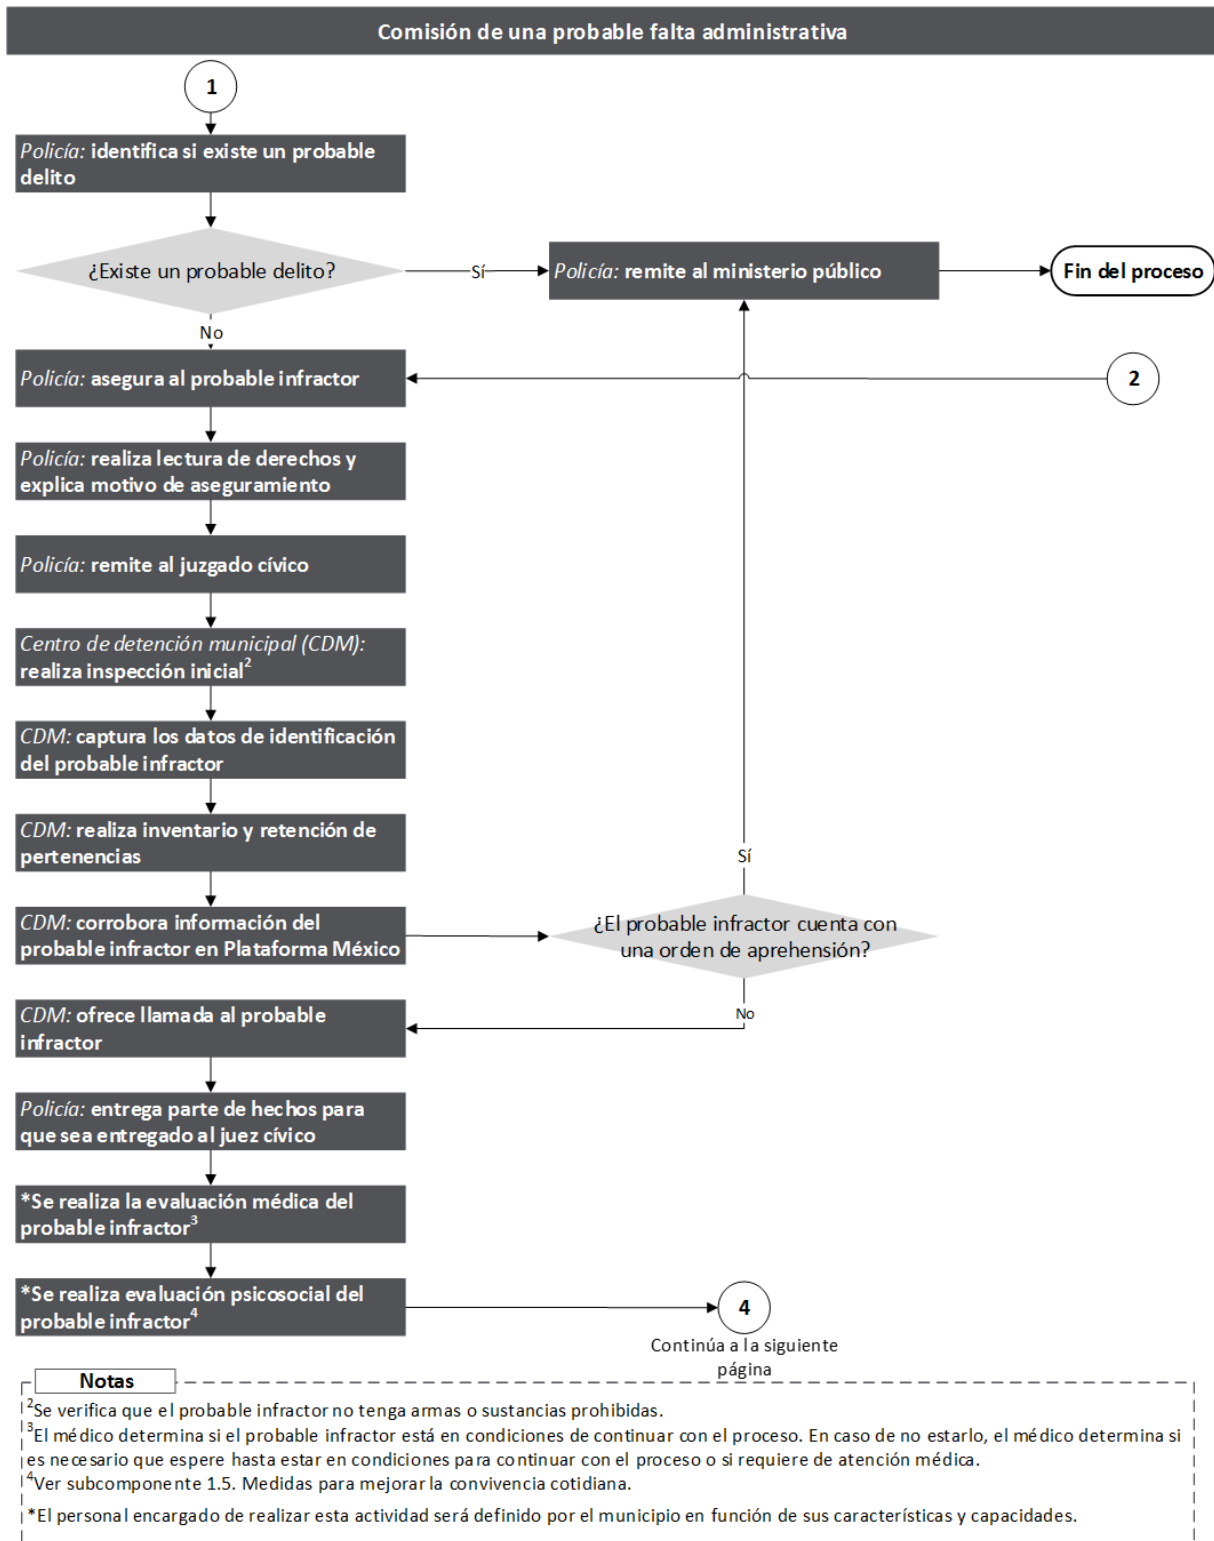 Comisión de una probable falta administrativa
1
Policía: identifica si existe un probable
delito
¿Existe un probable delito?
Sí
Policía: remite al ministerio público
Fin del proceso
No
Policía: asegura al probable infractor
2
Policía: realiza lectura de derechos y
explica motivo de aseguramiento
Policía: remite al juzgado cívico
Centro de detención municipal (CDM):
realiza inspección inicial²
CDM: captura los datos de identificación
del probable infractor
CDM: realiza inventario y retención de
pertenencias
Sí
CDM: corrobora información del
probable infractor en Plataforma México
¿El probable infractor cuenta con
una orden de aprehensión?
No
CDM: ofrece llamada al probable
infractor
Policía: entrega parte de hechos para
que sea entregado al juez cívico
*Se realiza la evaluación médica del
probable infractor³
*Se realiza evaluación psicosocial del
probable infractor⁴
4
Continúa a la siguiente
página
Notas
²Se verifica que el probable infractor no tenga armas o sustancias prohibidas.
³El médico determina si el probable infractor está en condiciones de continuar con el proceso. En caso de no estarlo, el médico determina si
es necesario que espere hasta estar en condiciones para continuar con el proceso o si requiere de atención médica.
⁴Ver subcomponente 1.5. Medidas para mejorar la convivencia cotidiana.
*El personal encargado de realizar esta actividad será definido por el municipio en función de sus características y capacidades.